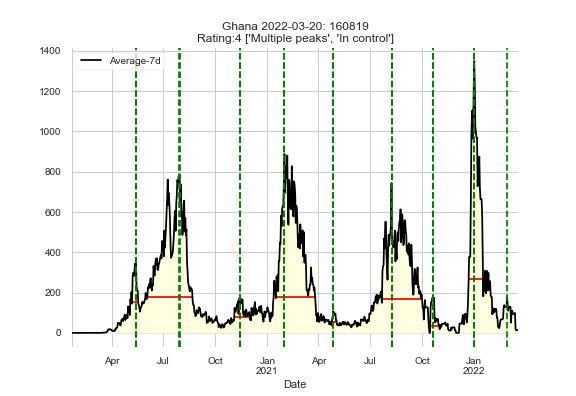 Ghana 2022-03-20: 160819
Rating:4 ['Multiple peaks', 'In control']
Average-7d
1400
1200
1000
800
600
400
200
0
Apr Jul Oct Jan Apr Jul Oct Jan
2021 2022
Date